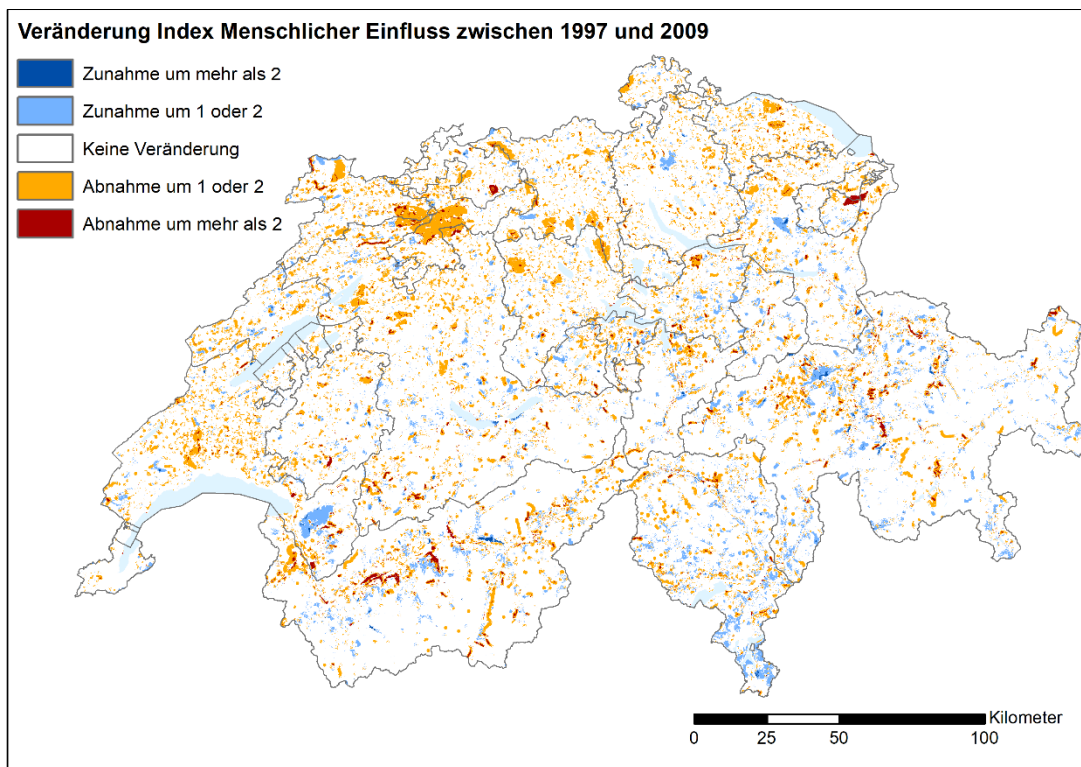 Veränderung Index Menschlicher Einfluss zwischen 1997 und 2009
Zunahme um mehr als 2
Zunahme um 1 oder 2
Keine Veränderung
Abnahme um 1 oder 2
Abnahme um mehr als 2
Kilometer
0 25 50 100